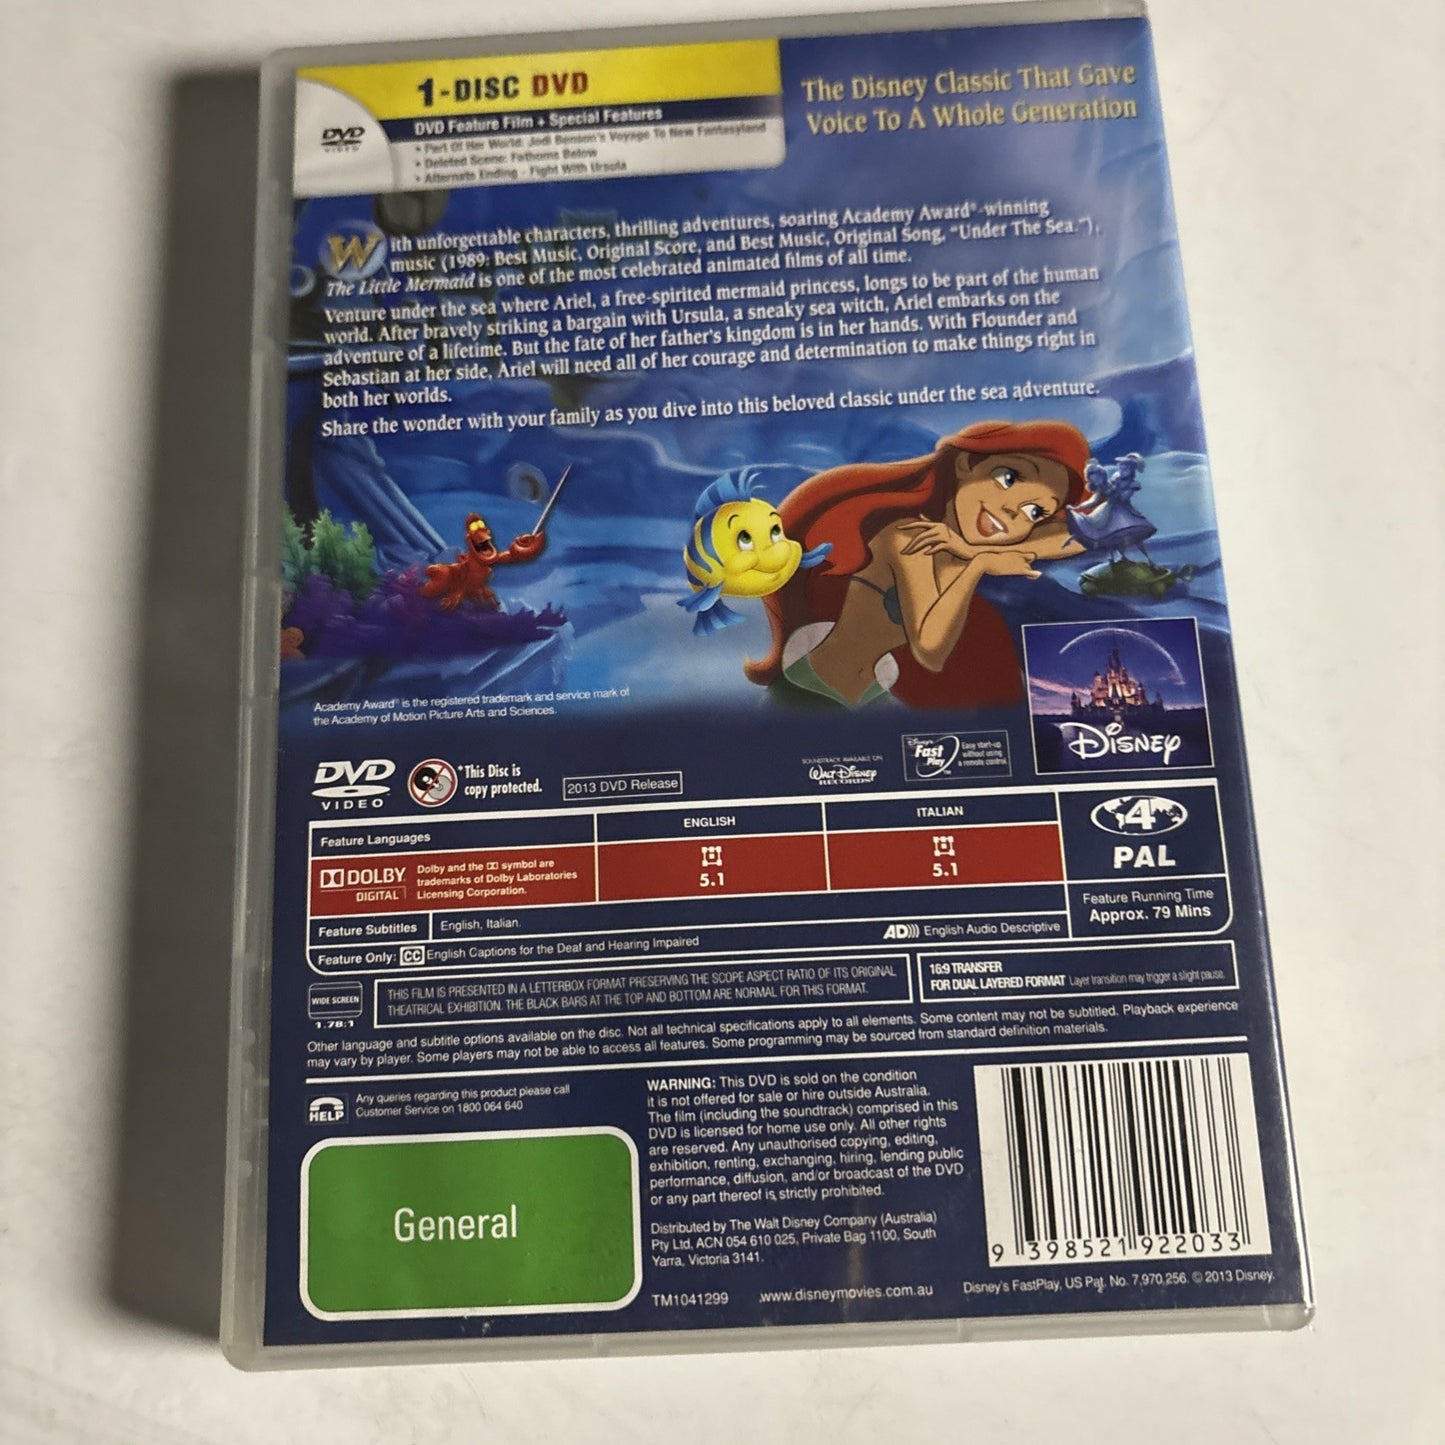 1-DISC DVD
DVD Feature Film + Special Features
DVD
VIDEO
• Part Of Her World: Jodi Benson's Voyage To New Fantasyland
• Deleted Scene: Fathoms Below
• Alternate Ending - Fight With Ursula
The Disney Classic That Gave
Voice To A Whole Generation
With unforgettable characters, thrilling adventures, soaring Academy Award®-winning
music (1989: Best Music, Original Score, and Best Music, Original Song, "Under The Sea."),
The Little Mermaid is one of the most celebrated animated films of all time.
Venture under the sea where Ariel, a free-spirited mermaid princess, longs to be part of the human
world. After bravely striking a bargain with Ursula, a sneaky sea witch, Ariel embarks on the
adventure of a lifetime. But the fate of her father's kingdom is in her hands. With Flounder and
Sebastian at her side, Ariel will need all of her courage and determination to make things right in
both her worlds.
Share the wonder with your family as you dive into this beloved classic under the sea adventure.
Academy Award® is the registered trademark and service mark of
the Academy of Motion Picture Arts and Sciences.
DISNEY
DVD
VIDEO
*This Disc is
copy protected.
2013 DVD Release
SOUNDTRACK AVAILABLE ON
WALT DISNEY
RECORDS
Disney's
Fast
Play™
Easy start-up
without using
a remote control
Feature Languages
ENGLISH
ITALIAN
DOLBY
DIGITAL
Dolby and the DD symbol are
trademarks of Dolby Laboratories
Licensing Corporation.
5.1
5.1
4
PAL
Feature Running Time
Approx. 79 Mins
Feature Subtitles
English, Italian.
Feature Only: CC English Captions for the Deaf and Hearing Impaired
AD))) English Audio Descriptive
WIDE SCREEN
1.78:1
THIS FILM IS PRESENTED IN A LETTERBOX FORMAT PRESERVING THE SCOPE ASPECT RATIO OF ITS ORIGINAL
THEATRICAL EXHIBITION. THE BLACK BARS AT THE TOP AND BOTTOM ARE NORMAL FOR THIS FORMAT.
16:9 TRANSFER
FOR DUAL LAYERED FORMAT Layer transition may trigger a slight pause.
Other language and subtitle options available on the disc. Not all technical specifications apply to all elements. Some content may not be subtitled. Playback experience
may vary by player. Some players may not be able to access all features. Some programming may be sourced from standard definition materials.
HELP
Any queries regarding this product please call
Customer Service on 1800 064 640
General
WARNING: This DVD is sold on the condition
it is not offered for sale or hire outside Australia.
The film (including the soundtrack) comprised in this
DVD is licensed for home use only. All other rights
are reserved. Any unauthorised copying, editing,
exhibition, renting, exchanging, hiring, lending public
performance, diffusion, and/or broadcast of the DVD
or any part thereof is strictly prohibited.
Distributed by The Walt Disney Company (Australia)
Pty Ltd, ACN 054 610 025, Private Bag 1100, South
Yarra, Victoria 3141.
TM1041299
www.disneymovies.com.au
9 398521 922033
Disney's FastPlay, US Pat. No. 7,970,256. © 2013 Disney.